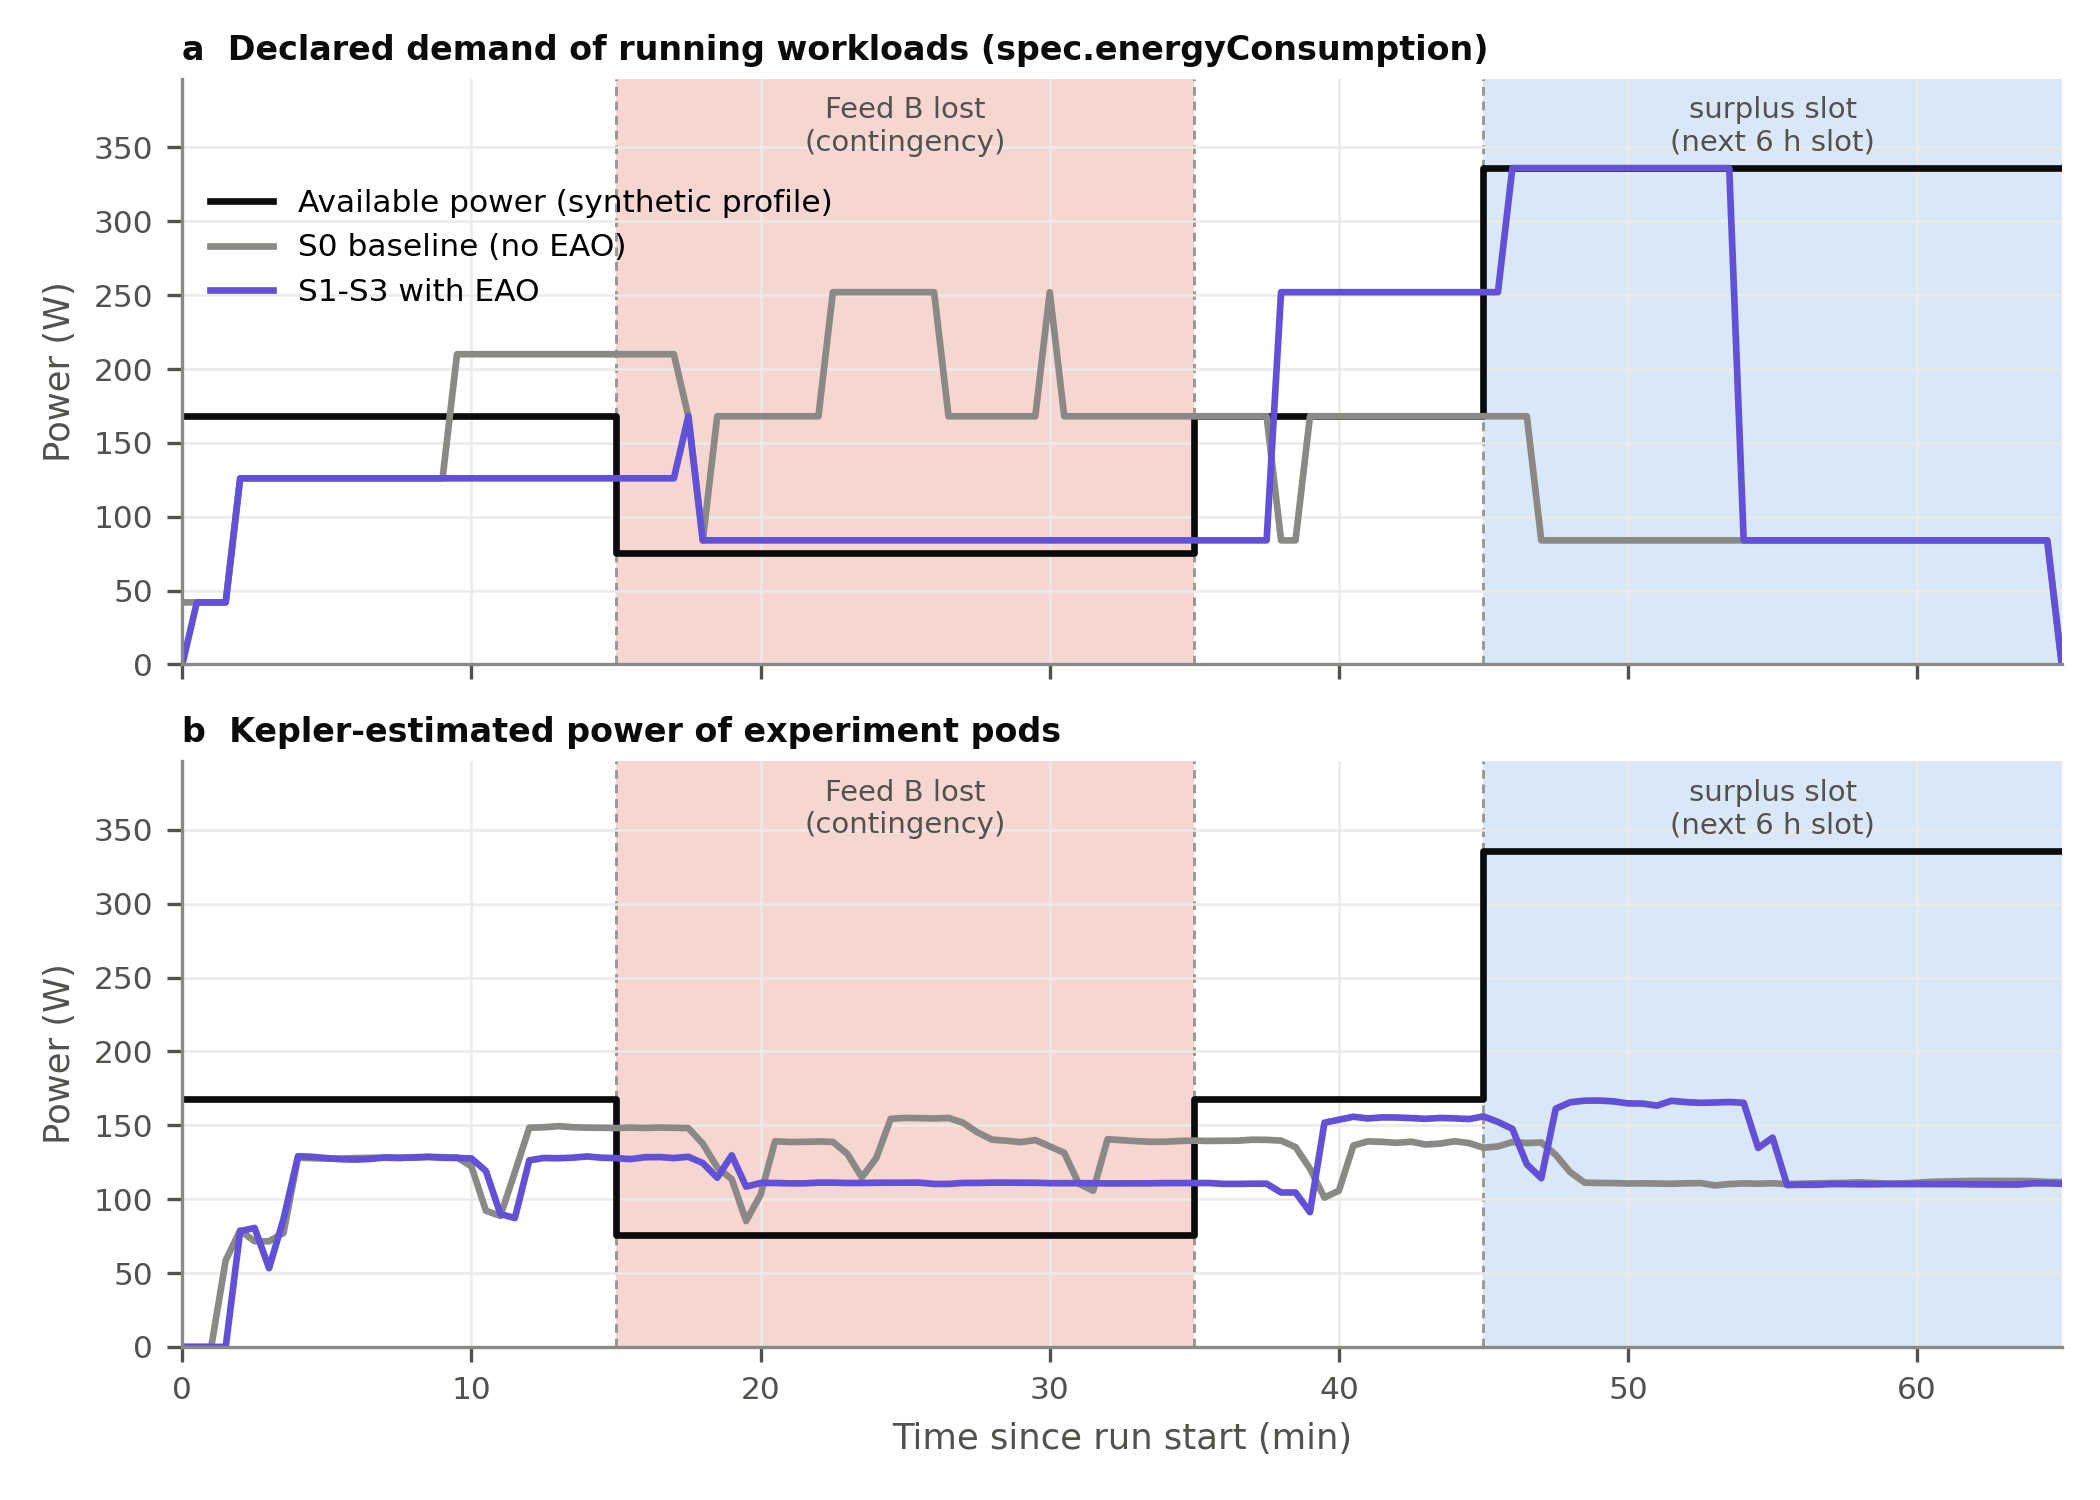 a Declared demand of running workloads (spec.energyConsumption)
Feed B lost
(contingency)
surplus slot
(next 6 h slot)
Available power (synthetic profile)
S0 baseline (no EAO)
S1-S3 with EAO
Power (W)
350
300
250
200
150
100
50
0
b Kepler-estimated power of experiment pods
Feed B lost
(contingency)
surplus slot
(next 6 h slot)
Power (W)
350
300
250
200
150
100
50
0
0 10 20 30 40 50 60
Time since run start (min)